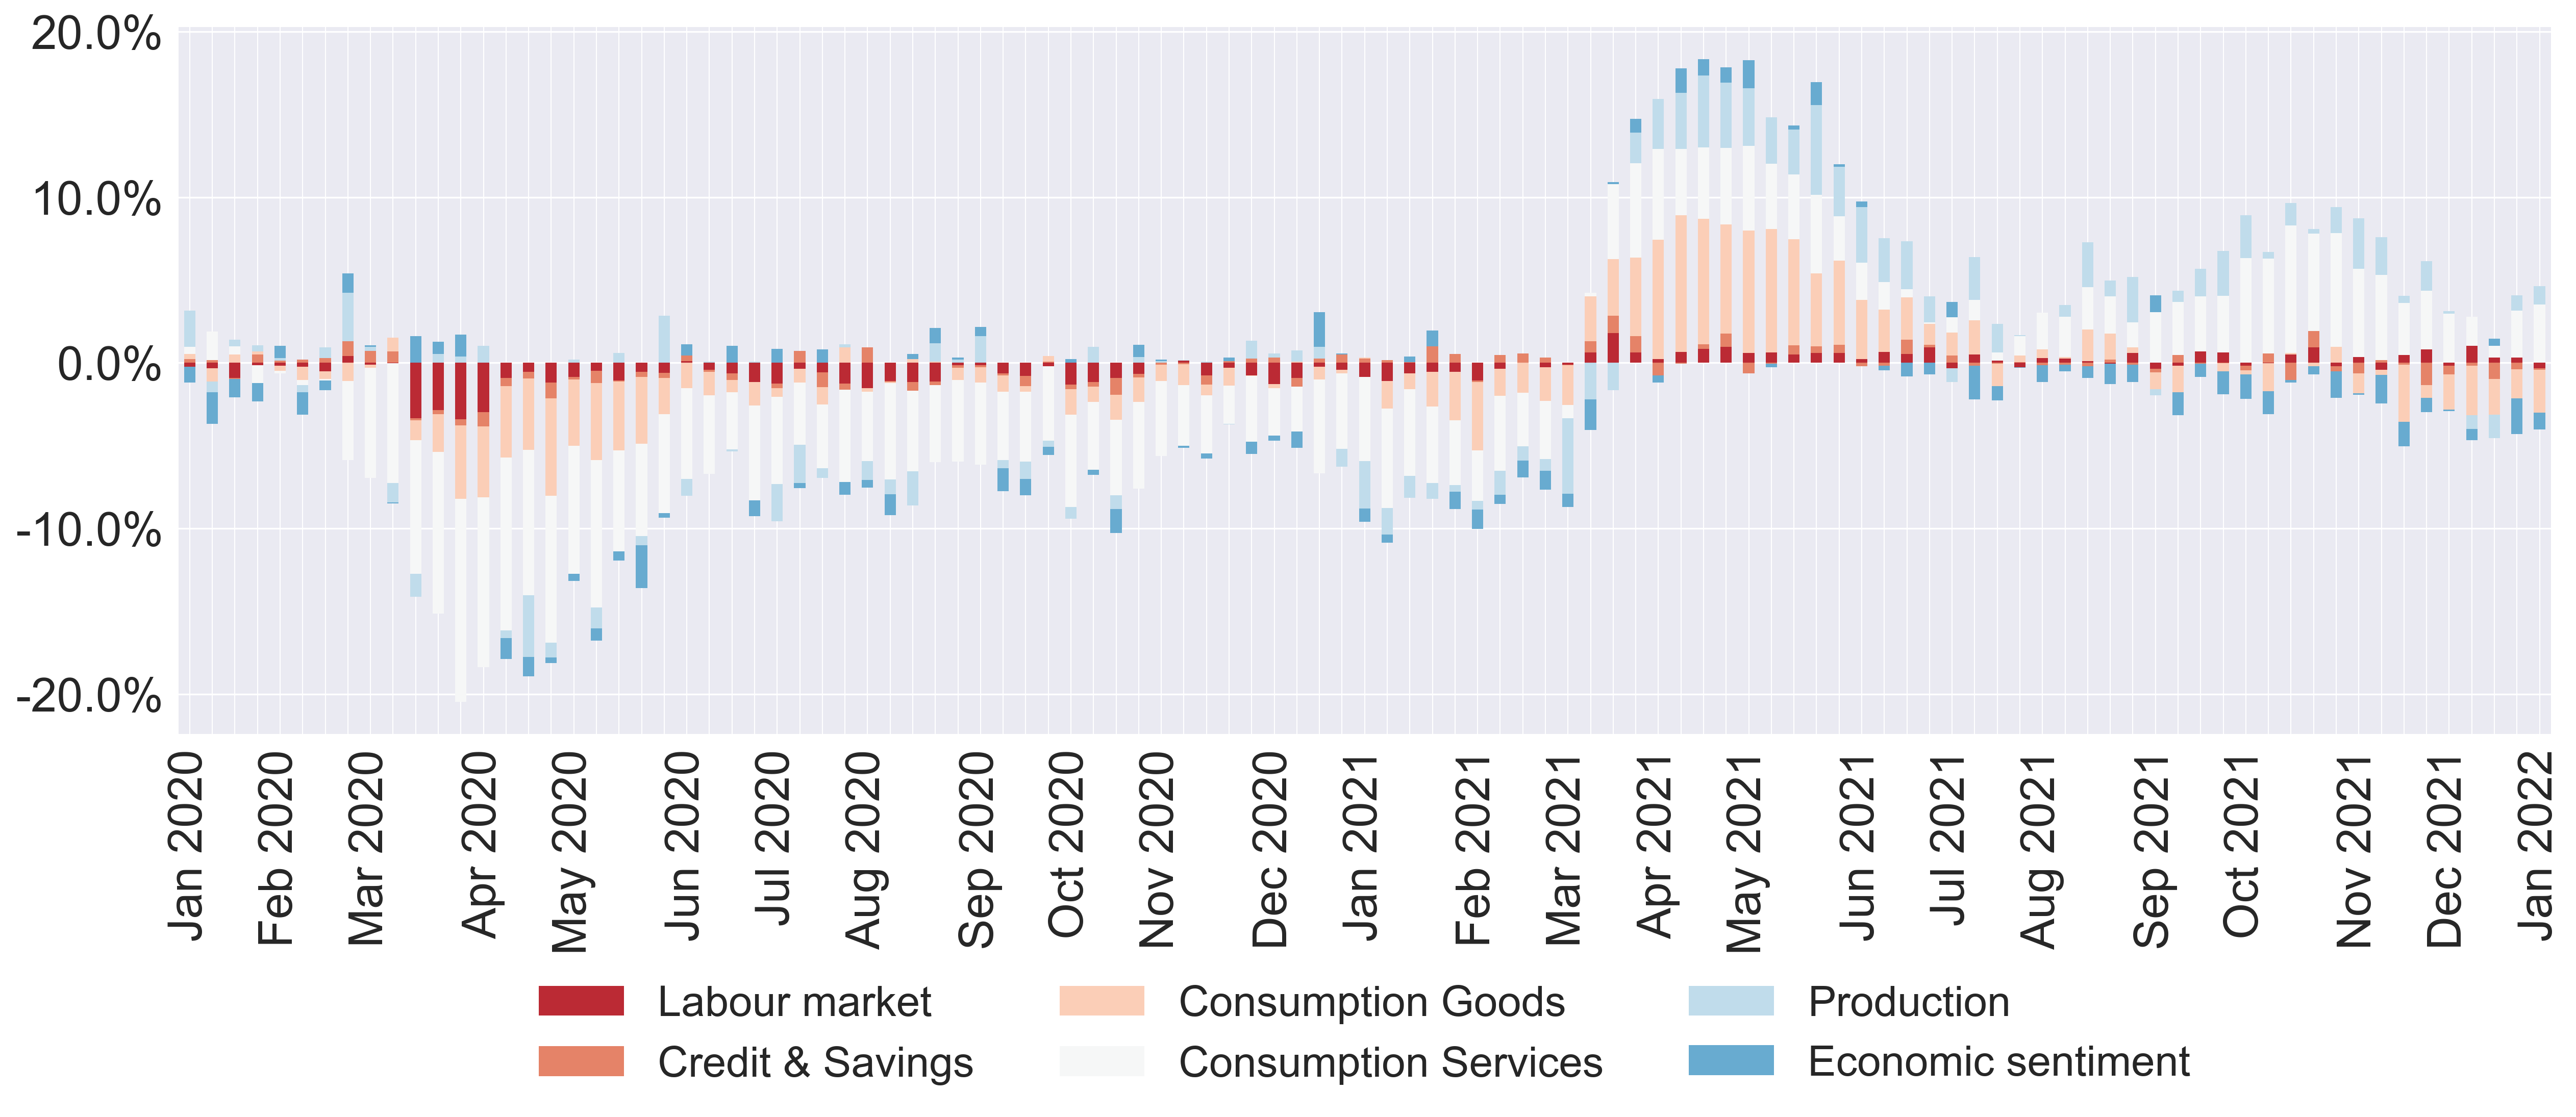 20.0%
10.0%
0.0%
-10.0%
-20.0%
Jan 2020
Feb 2020
Mar 2020
Apr 2020
May 2020
Jun 2020
Jul 2020
Aug 2020
Sep 2020
Oct 2020
Nov 2020
Dec 2020
Jan 2021
Feb 2021
Mar 2021
Apr 2021
May 2021
Jun 2021
Jul 2021
Aug 2021
Sep 2021
Oct 2021
Nov 2021
Dec 2021
Jan 2022
Labour market
Consumption Goods
Production
Credit & Savings
Consumption Services
Economic sentiment